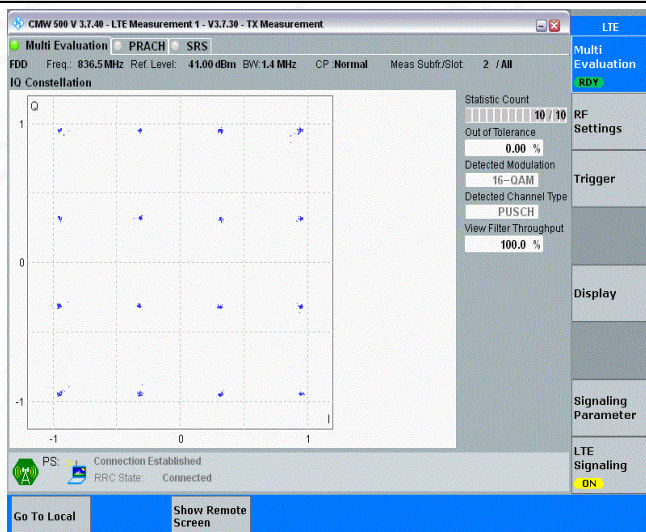 CMW 500 V 3.7.40 - LTE Measurement 1 - V3.7.30 - TX Measurement
LTE
Multi Evaluation PRACH SRS
FDD Freq.: 836.5 MHz Ref. Level: 41.00 dBm BW: 1.4 MHz CP :Normal Meas Subfr./Slot: 2 / All
IQ Constellation
Q
1
0
-1
I
-1 0 1
Statistic Count
10 / 10
Out of Tolerance
0.00 %
Detected Modulation
16-QAM
Detected Channel Type
PUSCH
View Filter Throughput
100.0 %
Multi
Evaluation
RDY
RF
Settings
Trigger
Display
Signaling
Parameter
LTE
Signaling
ON
PS: Connection Established
RRC State: Connected
Go To Local
Show Remote
Screen